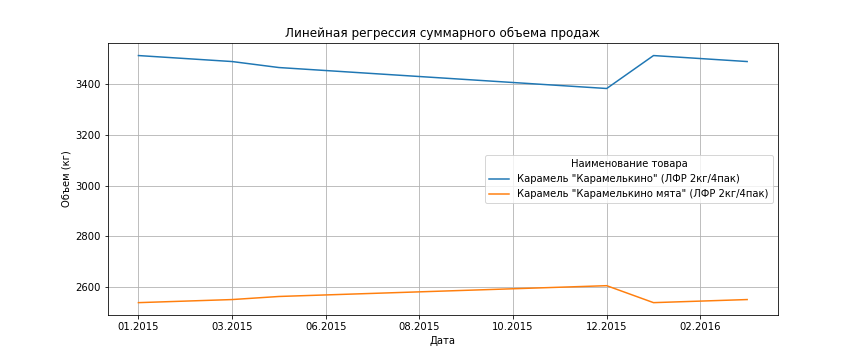 Линейная регрессия суммарного объема продаж
3400
3200
3000
2800
2600
Объем (кг)
Наименование товара
Карамель "Карамелькино" (ЛФР 2кг/4пак)
Карамель "Карамелькино мята" (ЛФР 2кг/4пак)
01.2015 03.2015 06.2015 08.2015 10.2015 12.2015 02.2016
Дата